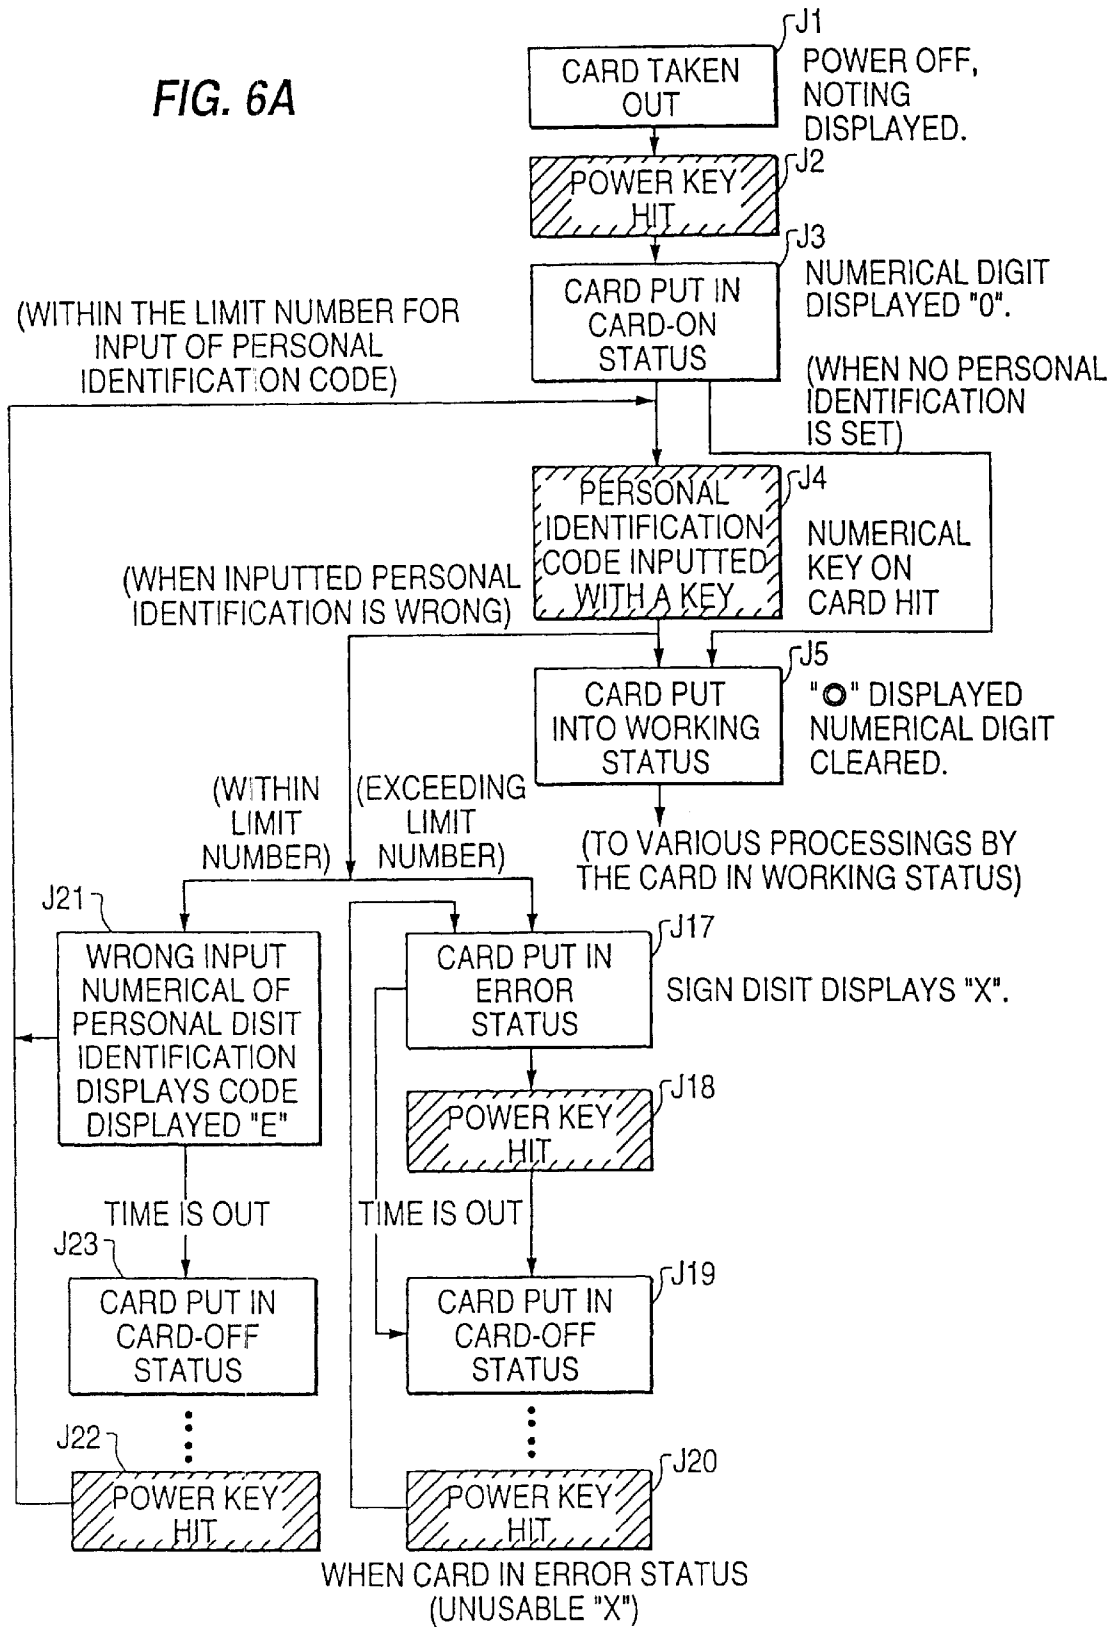 FIG. 6A
J1
CARD TAKEN
OUT
POWER OFF,
NOTING
DISPLAYED.
J2
POWER KEY
HIT
J3
CARD PUT IN
CARD-ON
STATUS
NUMERICAL DIGIT
DISPLAYED "0".
(WITHIN THE LIMIT NUMBER FOR
INPUT OF PERSONAL
IDENTIFICATION CODE)
(WHEN NO PERSONAL
IDENTIFICATION
IS SET)
J4
PERSONAL
IDENTIFICATION
CODE INPUTTED
WITH A KEY
NUMERICAL
KEY ON
CARD HIT
(WHEN INPUTTED PERSONAL
IDENTIFICATION IS WRONG)
J5
CARD PUT
INTO WORKING
STATUS
"◎" DISPLAYED
NUMERICAL DIGIT
CLEARED.
(WITHIN
LIMIT
NUMBER)
(EXCEEDING
LIMIT
NUMBER)
(TO VARIOUS PROCESSINGS BY
THE CARD IN WORKING STATUS)
J21
WRONG INPUT
NUMERICAL OF
PERSONAL DISIT
IDENTIFICATION
DISPLAYS CODE
DISPLAYED "E"
J17
CARD PUT IN
ERROR
STATUS
SIGN DISIT DISPLAYS "X".
J18
POWER KEY
HIT
TIME IS OUT
TIME IS OUT
J23
CARD PUT IN
CARD-OFF
STATUS
J19
CARD PUT IN
CARD-OFF
STATUS
J22
POWER KEY
HIT
J20
POWER KEY
HIT
WHEN CARD IN ERROR STATUS
(UNUSABLE "X")